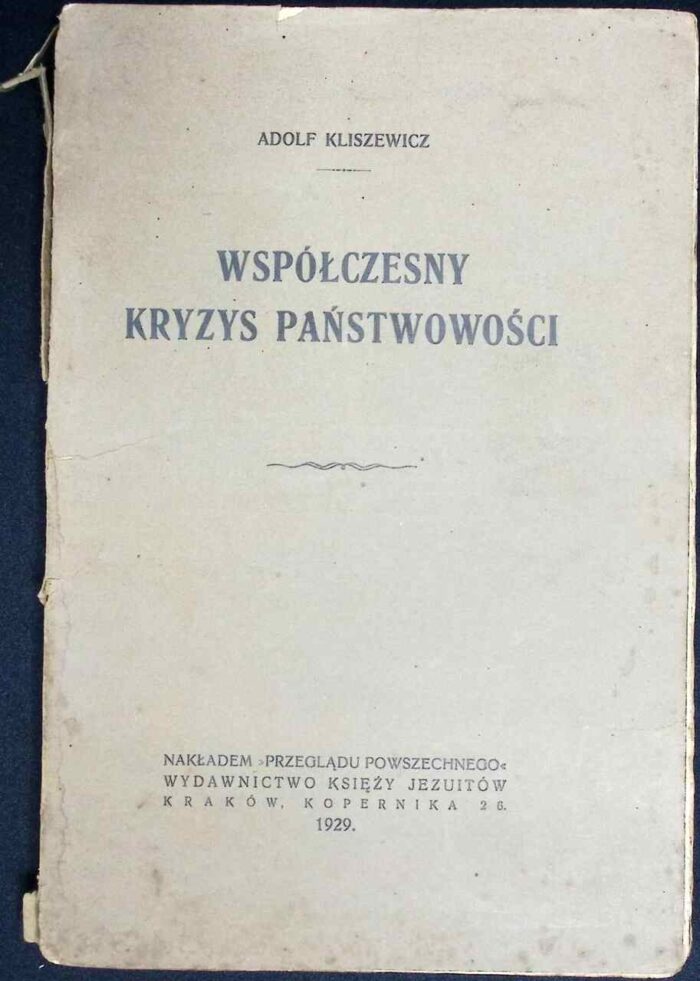 ADOLF KLISZEWICZ
WSPÓŁCZESNY
KRYZYS PAŃSTWOWOŚCI
NAKŁADEM »PRZEGLĄDU POWSZECHNEGO«
WYDAWNICTWO KSIĘŻY JEZUITÓW
KRAKÓW, KOPERNIKA 26.
1929.